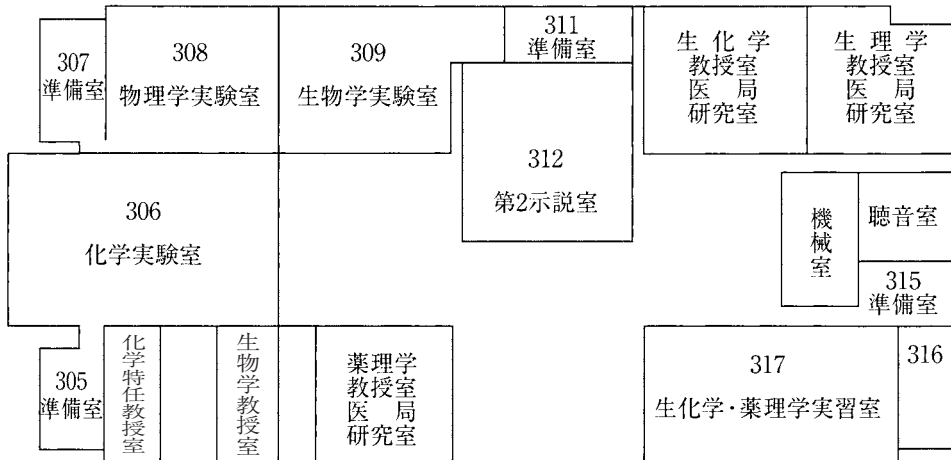 307
準備室
308
物理学実験室
309
生物学実験室
311
準備室
生化学
教授室
医局
研究室
生理学
教授室
医局
研究室
312
第2示説室
306
化学実験室
機械室
聴音室
315
準備室
305
準備室
化学特任教授室
生物学教授室
薬理学
教授室
医局
研究室
317
生化学・薬理学実習室
316